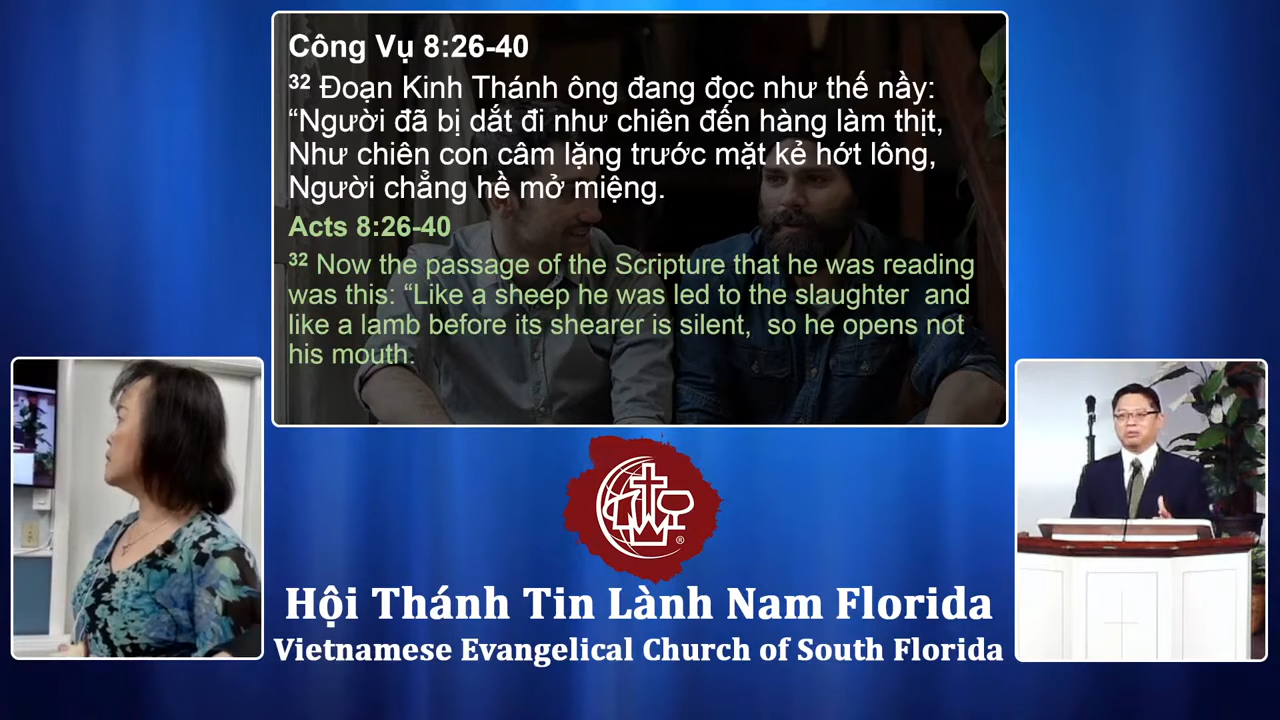 Công Vụ 8:26-40
32 Đoạn Kinh Thánh ông đang đọc như thế nầy:
“Người đã bị dắt đi như chiên đến hàng làm thịt,
Như chiên con câm lặng trước mặt kẻ hớt lông,
Người chẳng hề mở miệng.
Acts 8:26-40
32 Now the passage of the Scripture that he was reading
was this: “Like a sheep he was led to the slaughter and
like a lamb before its shearer is silent, so he opens not
his mouth.
®
Hội Thánh Tin Lành Nam Florida
Vietnamese Evangelical Church of South Florida